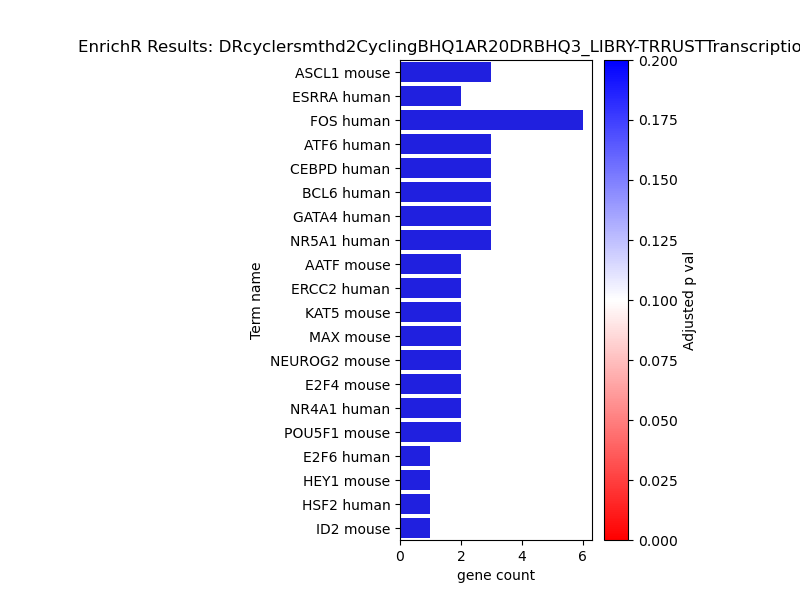 EnrichR Results: DRcyclersmthd2CyclingBHQ1AR20DRBHQ3_LIBRY-TRRUSTTranscriptio
ASCL1 mouse
ESRRA human
FOS human
ATF6 human
CEBPD human
BCL6 human
GATA4 human
NR5A1 human
AATF mouse
ERCC2 human
KAT5 mouse
MAX mouse
NEUROG2 mouse
E2F4 mouse
NR4A1 human
POU5F1 mouse
E2F6 human
HEY1 mouse
HSF2 human
ID2 mouse
Term name
0 2 4 6
gene count
0.200
0.175
0.150
0.125
0.100
0.075
0.050
0.025
0.000
Adjusted p val